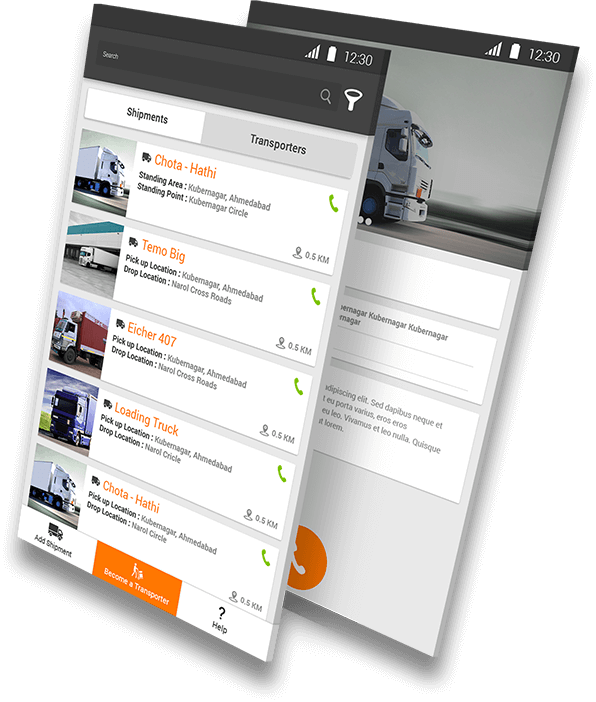 12:30
Search
Shipments
Transporters
Chota - Hathi
Standing Area : Kubernagar, Ahmedabad
Standing Point : Kubernagar Circle
0.5 KM
Temo Big
Pick up Location : Kubernagar, Ahmedabad
Drop Location : Narol Cross Roads
0.5 KM
Eicher 407
Pick up Location : Kubernagar, Ahmedabad
Drop Location : Narol Cross Roads
0.5 KM
Loading Truck
Pick up Location : Kubernagar, Ahmedabad
Drop Location : Narol Cricle
0.5 KM
Chota - Hathi
Pick up Location : Kubernagar, Ahmedabad
Drop Location : Narol Circle
0.5 KM
Add Shipment
Become a Transporter
?
Help
12:30
Kubernagar Kubernagar
adipiscing elit. Sed dapibus neque et
eu porta varius, eros eros
eu leo. Vivamus et leo nulla. Quisque
lorem.